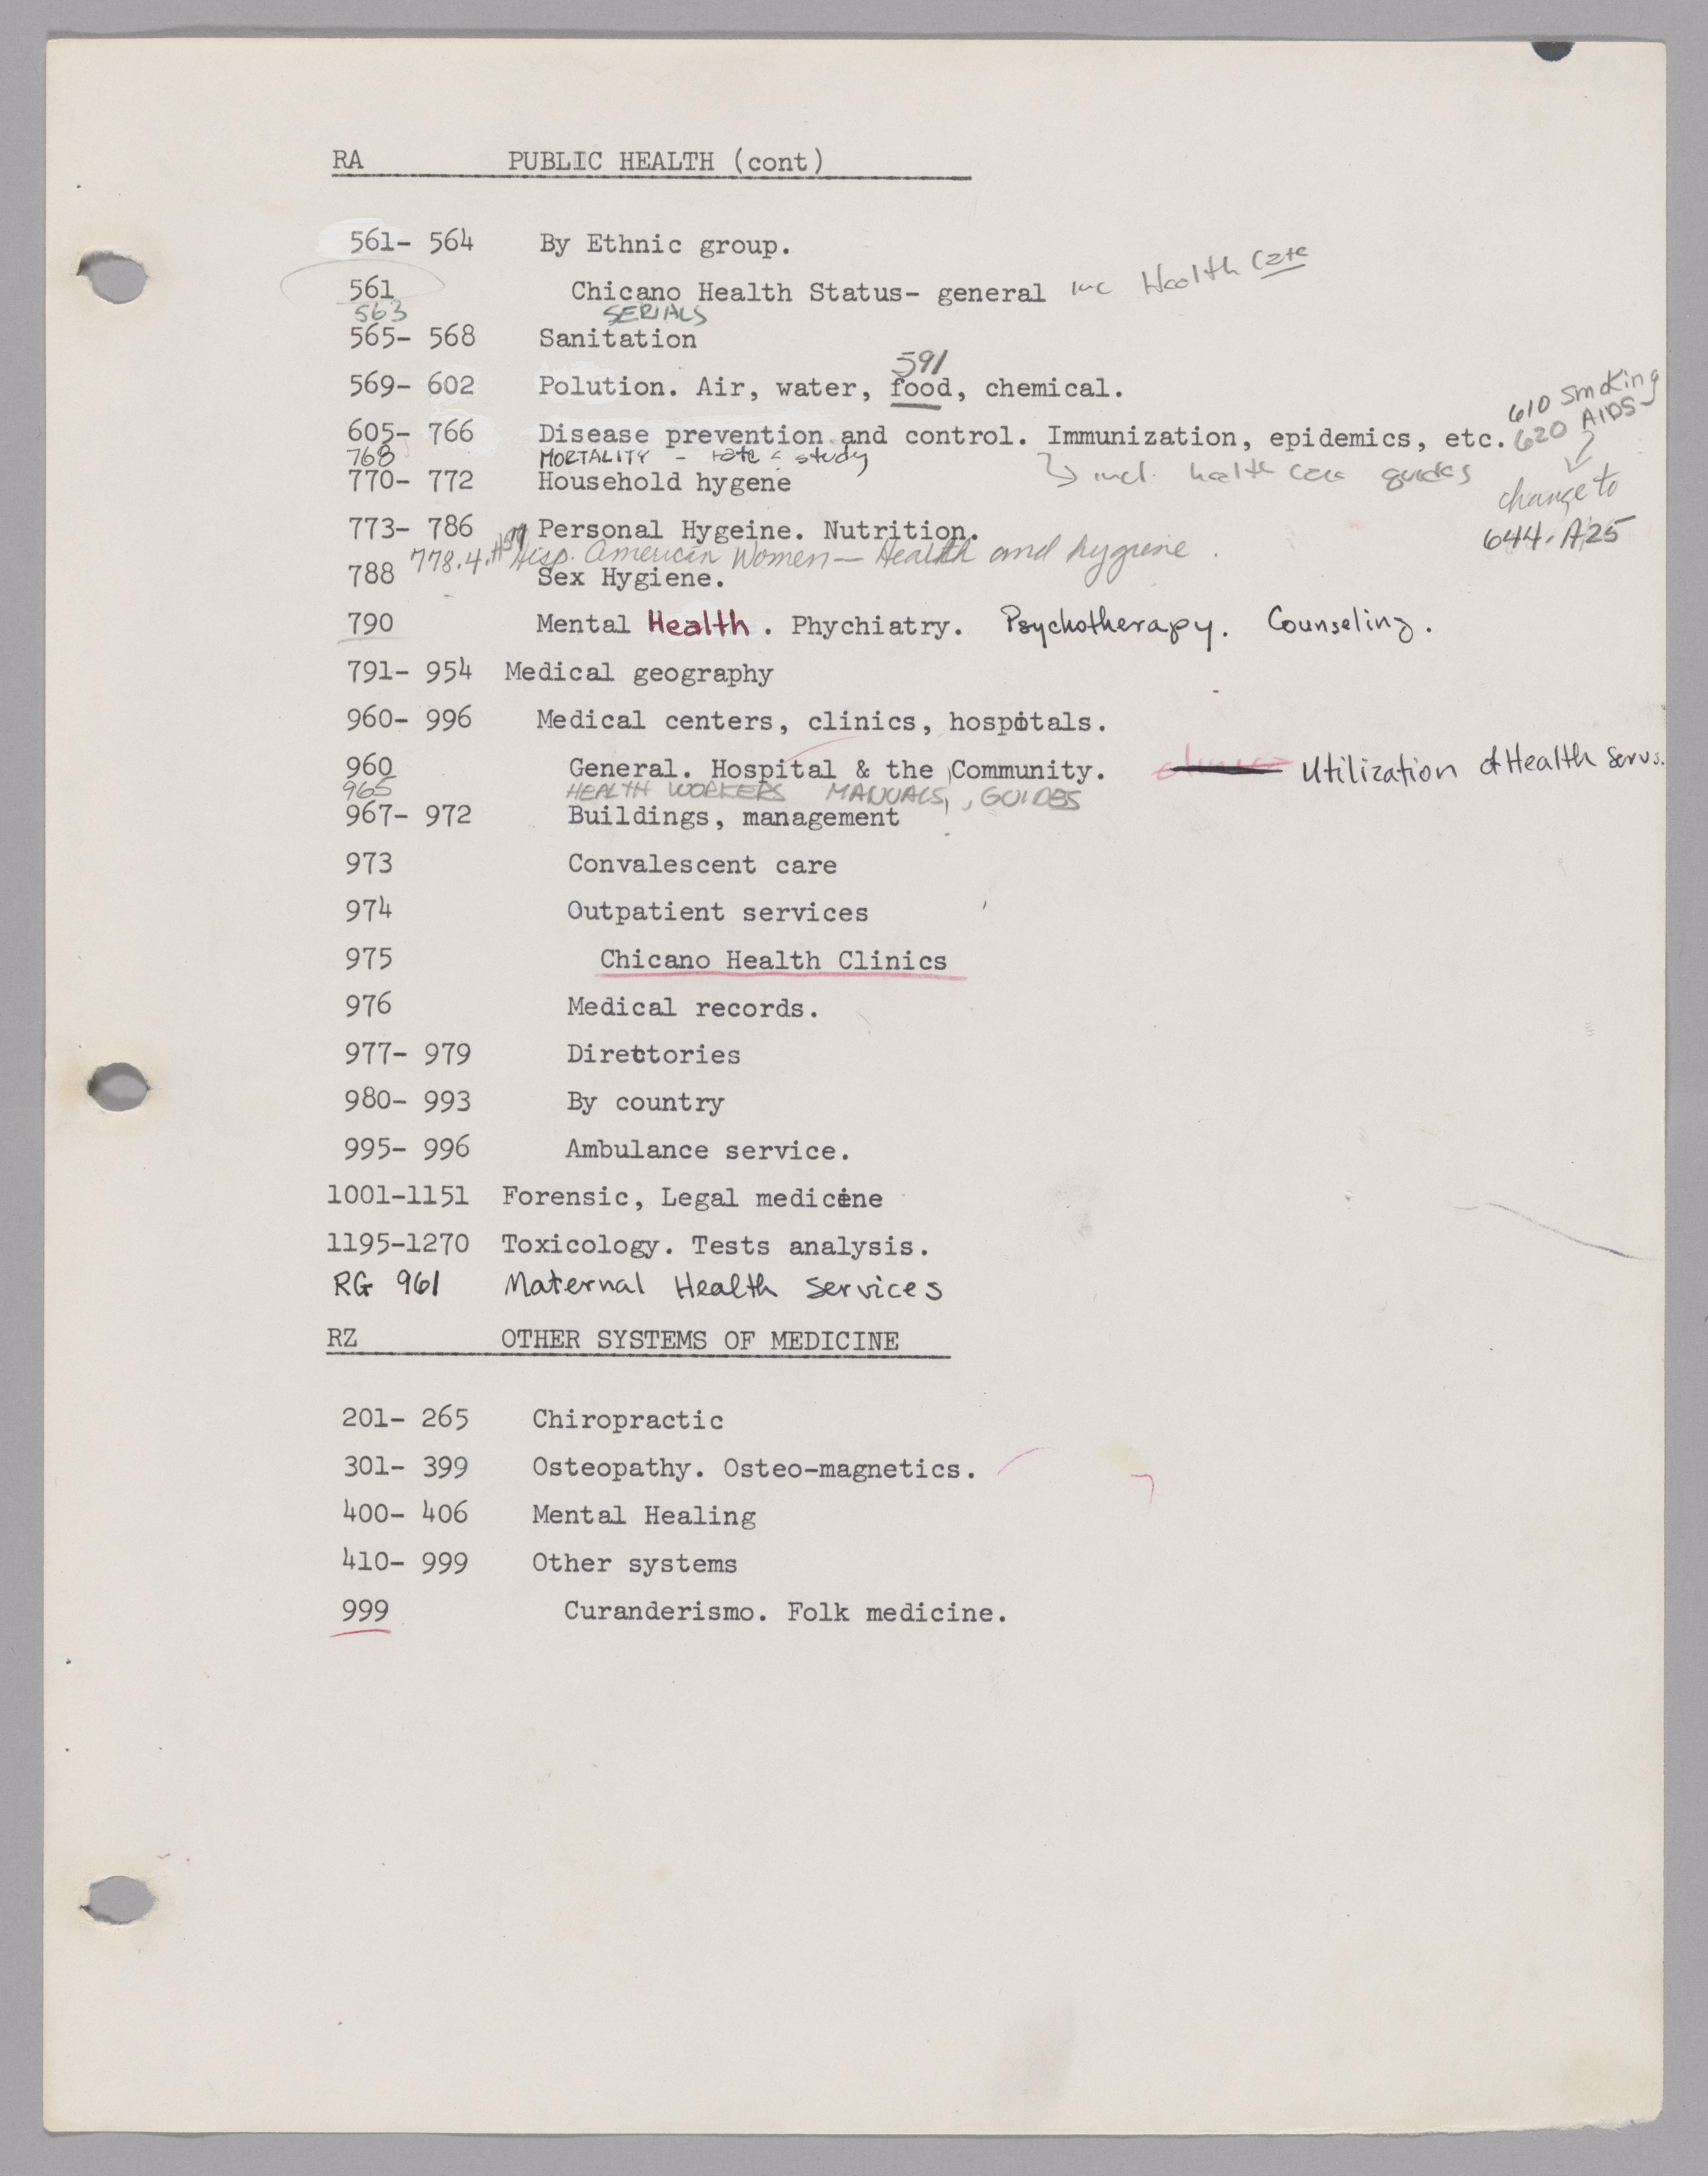 RA PUBLIC HEALTH (cont)
561- 564 By Ethnic group.
561 Chicano Health Status- general inc Health Care
563 SERIALS
565- 568 Sanitation
591
569- 602 Polution. Air, water, food, chemical.
610 Smoking
605- 766 Disease prevention and control. Immunization, epidemics, etc. 620 AIDS
768 MORTALITY - rate & study
incl. health care guides
change to
644.A25
770- 772 Household hygene
773- 786 Personal Hygeine. Nutrition.
778.4.H57 Hisp. American Women — Health and hygiene.
788 Sex Hygiene.
790 Mental Health. Phychiatry. Psychotherapy. Counseling.
791- 954 Medical geography
960- 996 Medical centers, clinics, hospitals.
960 General. Hospital & the Community. Utilization of Health Servs.
965 HEALTH WORKERS MANUALS, GUIDES
967- 972 Buildings, management
973 Convalescent care
974 Outpatient services
975 Chicano Health Clinics
976 Medical records.
977- 979 Directories
980- 993 By country
995- 996 Ambulance service.
1001-1151 Forensic, Legal medicine
1195-1270 Toxicology. Tests analysis.
RG 961 Maternal Health Services
RZ OTHER SYSTEMS OF MEDICINE
201- 265 Chiropractic
301- 399 Osteopathy. Osteo-magnetics.
400- 406 Mental Healing
410- 999 Other systems
999 Curanderismo. Folk medicine.